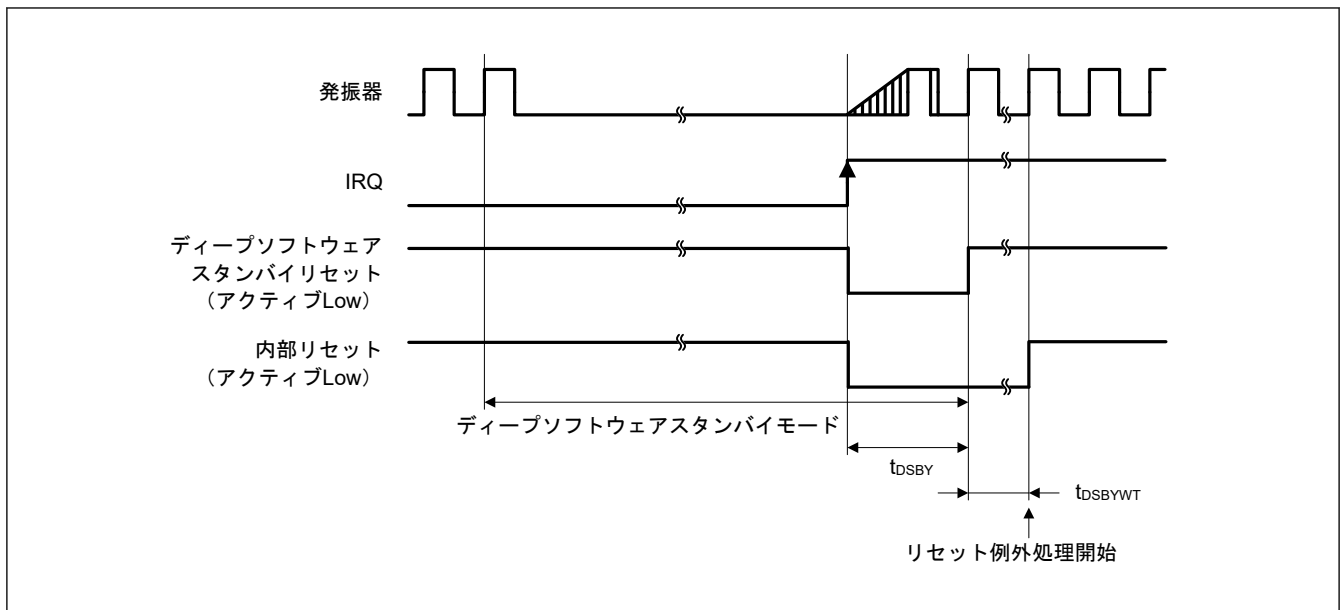 発振器
IRQ
ディープソフトウェア
スタンバイリセット
（アクティブLow）
内部リセット
（アクティブLow）
ディープソフトウェアスタンバイモード
tDSBY
tDSBYWT
リセット例外処理開始